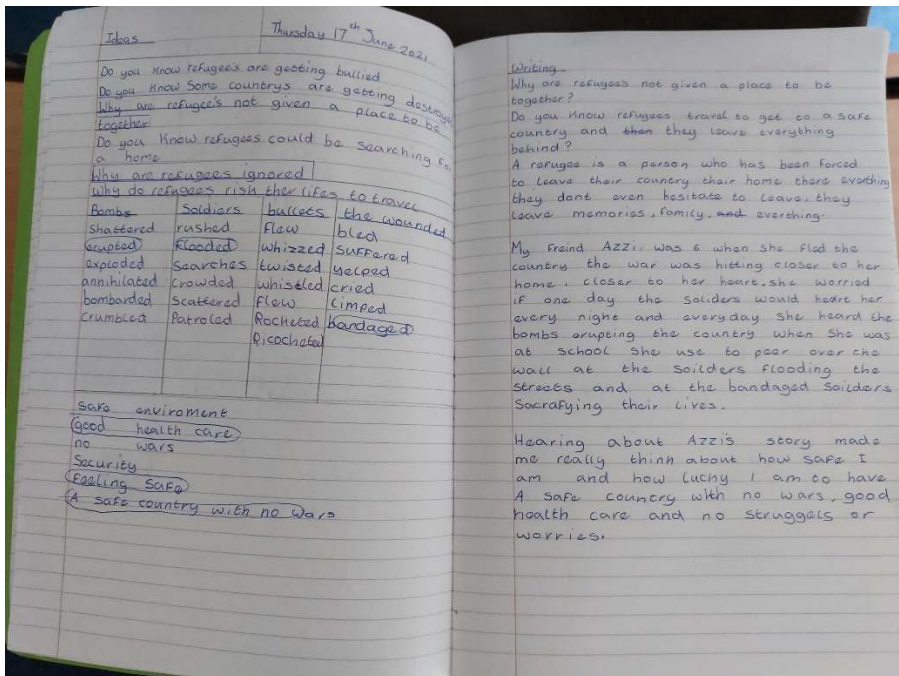 Ideas
Thursday 17th June 2021
Do you know refugee's are getting bullied
Do you know Some countrys are getting destroyed
Why are refugee's not given a place to be
together
Do you know refugees could be searching for
a home
Why are refugees ignored
Why do refugees risk ther lifes to travel
Bombs Soldiers bullets the wounded
Shattered rushed Flew bled
erupted Flooded whizzed suffered
exploded Searches twisted yelped
annihilated crowded whistled cried
bombarded Scattered Flew limped
Crumbled Patroled Rocheted bandaged
Ricocheted
Safe enviroment
good health care
no wars
Security
Feeling Safe
A safe country with no wars
Writing
Why are refugees not given a place to be
together?
Do you know refugees travel to get to a safe
country and then they leave everything
behind?
A refugee is a person who has been forced
to leave their country their home there everthing
they dont even hesitate to leave, they
leave memories, family, and everthing.
My freind Azzi, was 6 when she fled the
country the war was hitting closer to her
home, closer to her heart, she worried
if one day the soliders would heart her
every night and everyday she heard the
bombs erupting the country when she was
at school she use to peer over the
wall at the Soilders flooding the
streets and at the bandaged Soilders
Sacrafying their lives.
Hearing about Azzi's story made
me really think about how safe I
am and how lucky I am to have
A safe country with no wars, good
health care and no struggels or
worries.